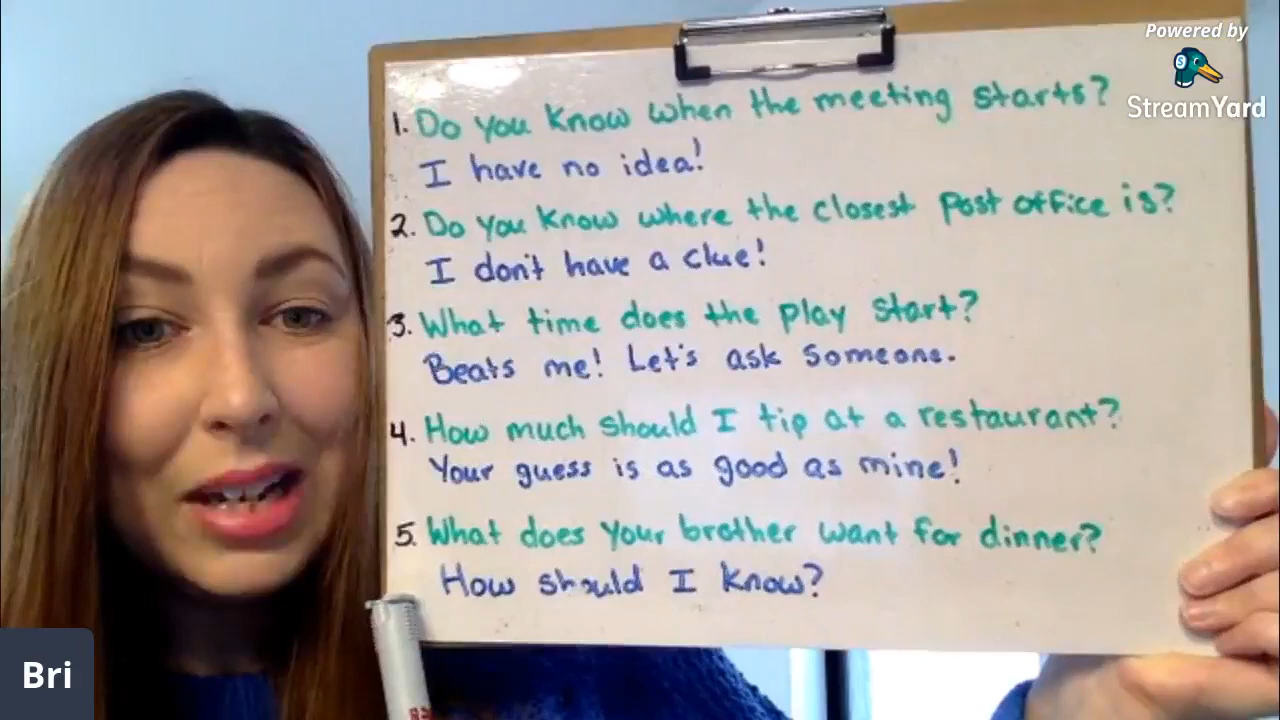 Powered by
StreamYard
1. Do you know when the meeting starts?
I have no idea!
2. Do you know where the closest post office is?
I don't have a clue!
3. What time does the play start?
Beats me! Let's ask someone.
4. How much should I tip at a restaurant?
Your guess is as good as mine!
5. What does your brother want for dinner?
How should I know?
Bri